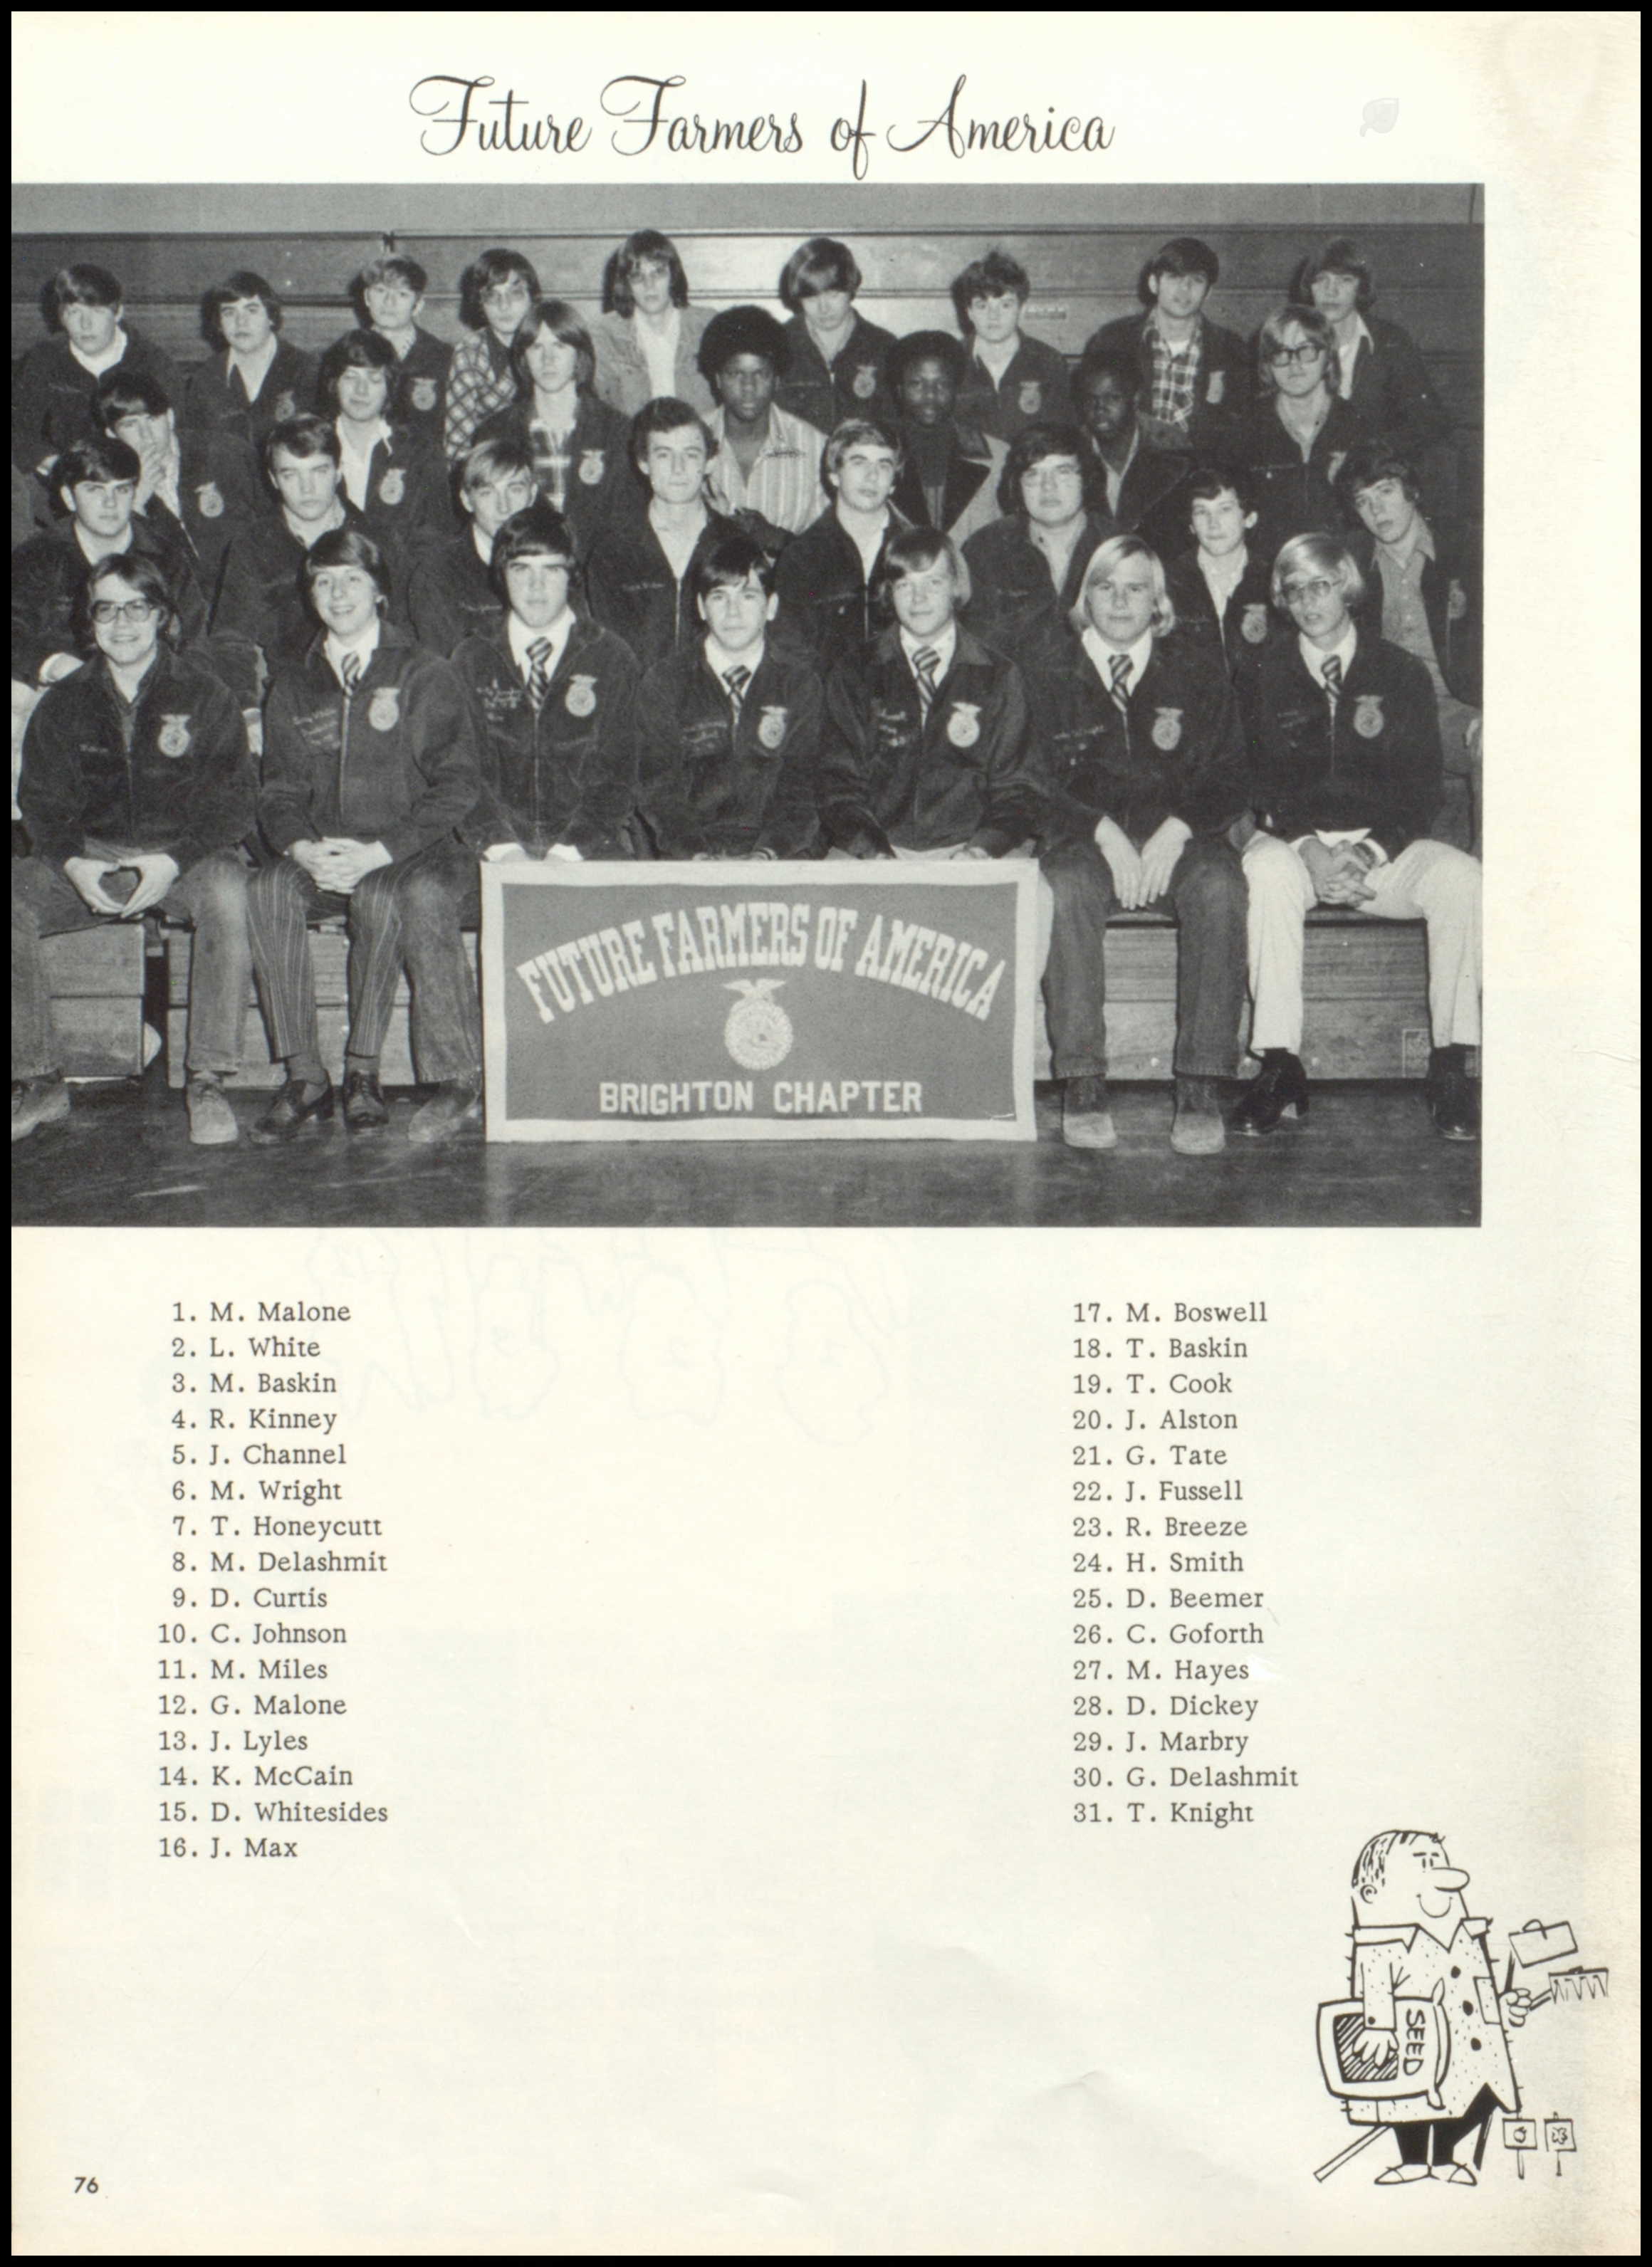 Future Farmers of America
FUTURE FARMERS OF AMERICA
BRIGHTON CHAPTER
1. M. Malone
2. L. White
3. M. Baskin
4. R. Kinney
5. J. Channel
6. M. Wright
7. T. Honeycutt
8. M. Delashmit
9. D. Curtis
10. C. Johnson
11. M. Miles
12. G. Malone
13. J. Lyles
14. K. McCain
15. D. Whitesides
16. J. Max
17. M. Boswell
18. T. Baskin
19. T. Cook
20. J. Alston
21. G. Tate
22. J. Fussell
23. R. Breeze
24. H. Smith
25. D. Beemer
26. C. Goforth
27. M. Hayes
28. D. Dickey
29. J. Marbry
30. G. Delashmit
31. T. Knight
SEED
76